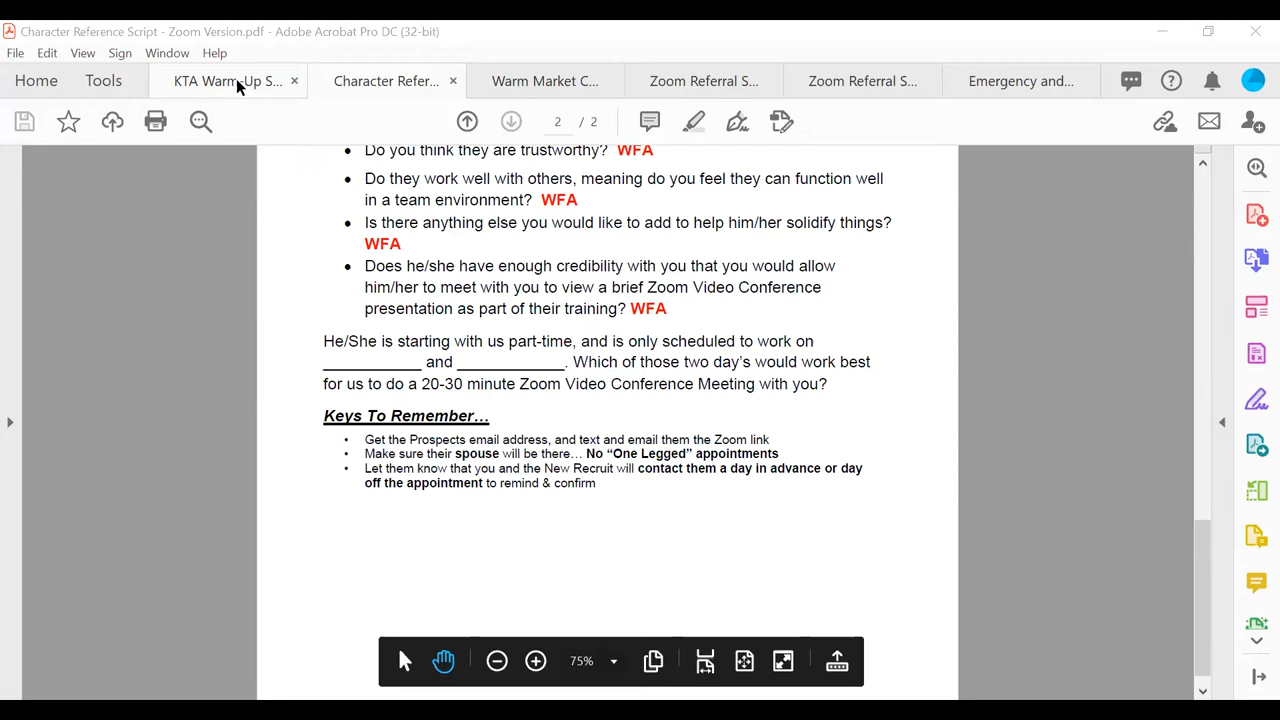 Character Reference Script - Zoom Version.pdf - Adobe Acrobat Pro DC (32-bit)
File Edit View Sign Window Help
Home Tools KTA Warm-Up S... × Character Refer... × Warm Market C... Zoom Referral S... Zoom Referral S... Emergency and...
2 / 2
• Do you think they are trustworthy? WFA
• Do they work well with others, meaning do you feel they can function well
in a team environment? WFA
• Is there anything else you would like to add to help him/her solidify things?
WFA
• Does he/she have enough credibility with you that you would allow
him/her to meet with you to view a brief Zoom Video Conference
presentation as part of their training? WFA
He/She is starting with us part-time, and is only scheduled to work on
____________ and _____________. Which of those two day's would work best
for us to do a 20-30 minute Zoom Video Conference Meeting with you?
Keys To Remember…
• Get the Prospects email address, and text and email them the Zoom link
• Make sure their spouse will be there… No “One Legged” appointments
• Let them know that you and the New Recruit will contact them a day in advance or day
off the appointment to remind & confirm
75%